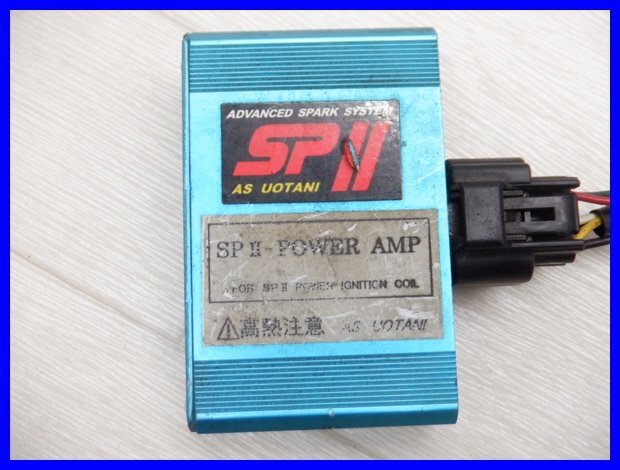 ADVANCED SPARK SYSTEM
SPII
AS UOTANI
SPⅡ POWER AMP
FOR SPⅡ POWER IGNITION COIL
⚠高熱注意 AS UOTANI